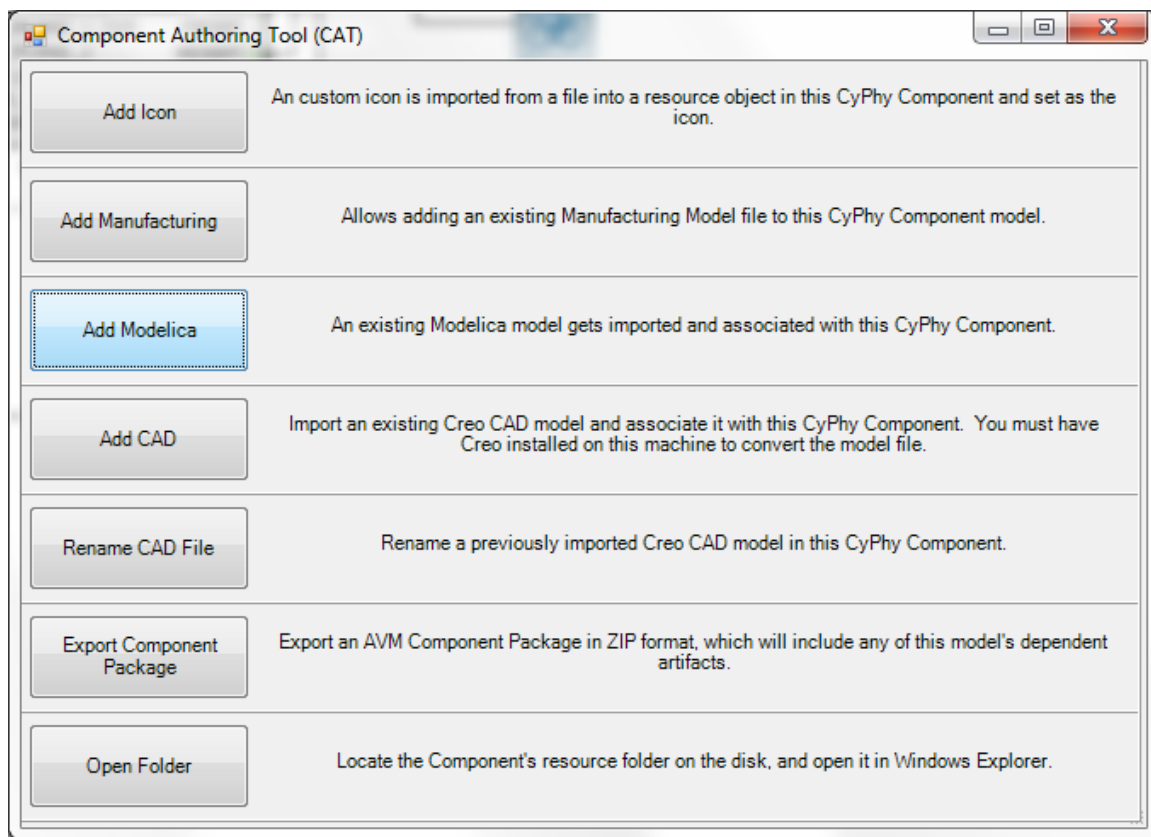 Component Authoring Tool (CAT)
Add Icon
An custom icon is imported from a file into a resource object in this CyPhy Component and set as the
icon.
Add Manufacturing
Allows adding an existing Manufacturing Model file to this CyPhy Component model.
Add Modelica
An existing Modelica model gets imported and associated with this CyPhy Component.
Add CAD
Import an existing Creo CAD model and associate it with this CyPhy Component.  You must have
Creo installed on this machine to convert the model file.
Rename CAD File
Rename a previously imported Creo CAD model in this CyPhy Component.
Export Component
Package
Export an AVM Component Package in ZIP format, which will include any of this model's dependent
artifacts.
Open Folder
Locate the Component's resource folder on the disk, and open it in Windows Explorer.